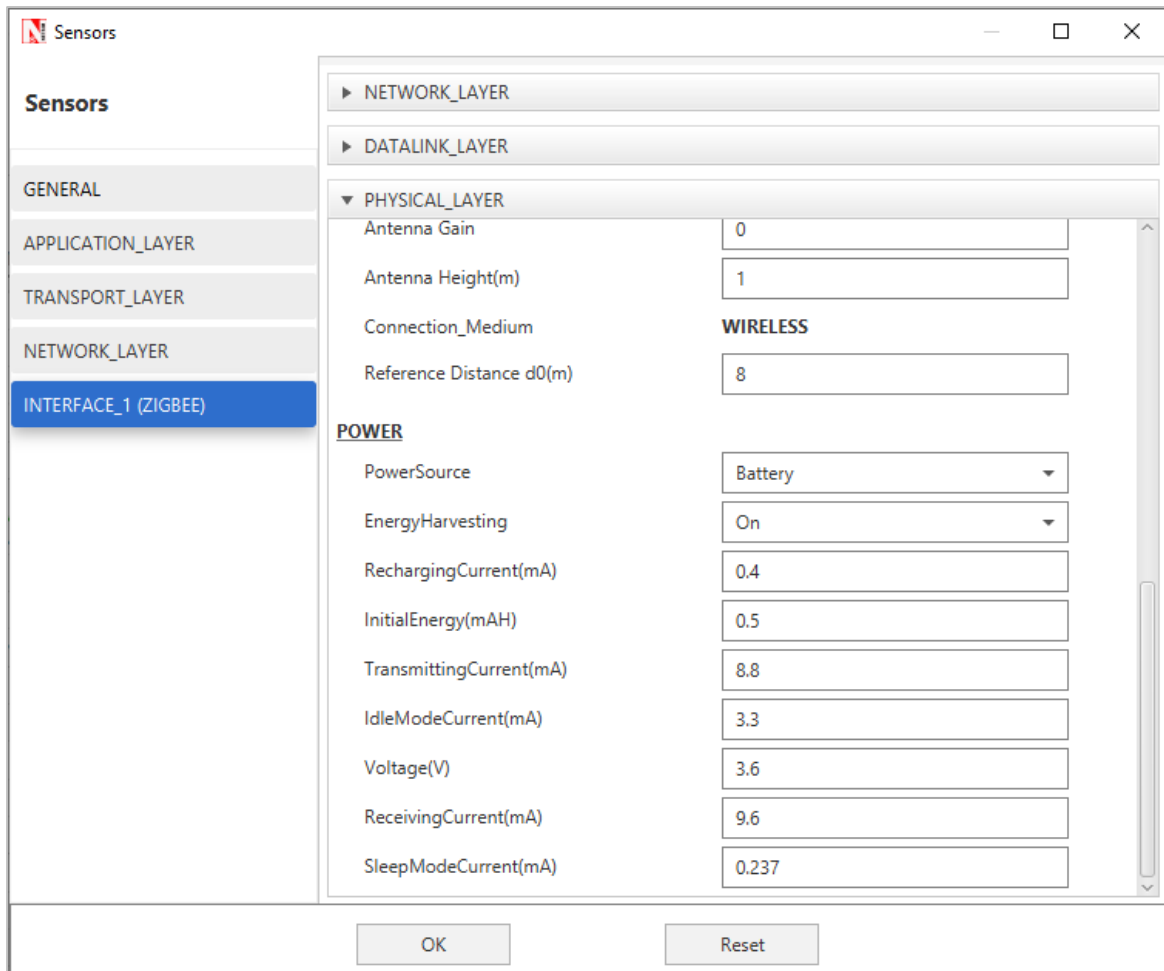 Sensors
Sensors
GENERAL
APPLICATION_LAYER
TRANSPORT_LAYER
NETWORK_LAYER
INTERFACE_1 (ZIGBEE)
NETWORK_LAYER
DATALINK_LAYER
PHYSICAL_LAYER
Antenna Gain 0
Antenna Height(m) 1
Connection_Medium WIRELESS
Reference Distance d0(m) 8
POWER
PowerSource Battery
EnergyHarvesting On
RechargingCurrent(mA) 0.4
InitialEnergy(mAH) 0.5
TransmittingCurrent(mA) 8.8
IdleModeCurrent(mA) 3.3
Voltage(V) 3.6
ReceivingCurrent(mA) 9.6
SleepModeCurrent(mA) 0.237
OK Reset